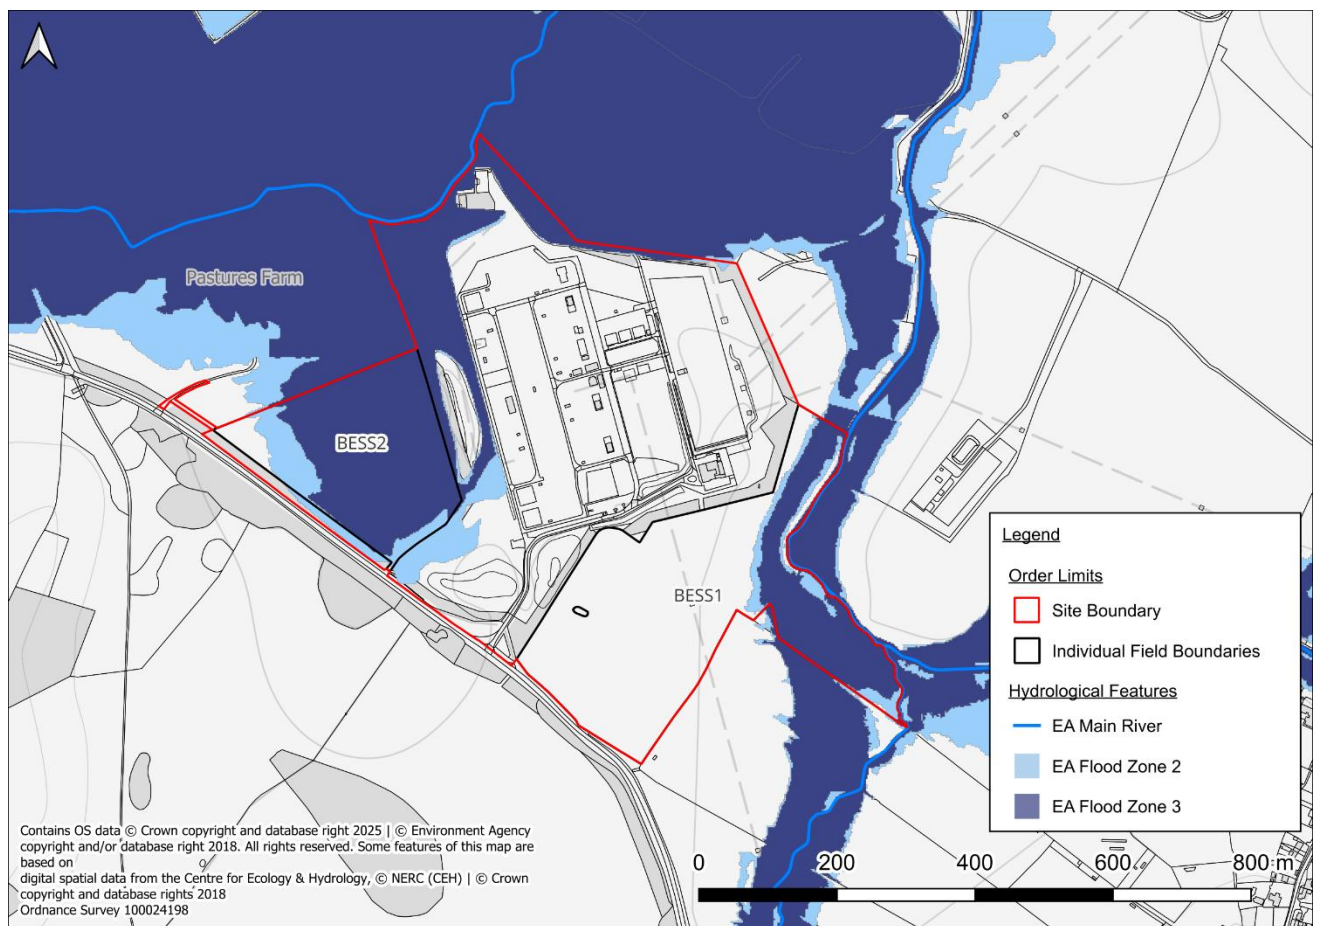 Pastures Farm
BESS2
BESS1
Legend
Order Limits
Site Boundary
Individual Field Boundaries
Hydrological Features
EA Main River
EA Flood Zone 2
EA Flood Zone 3
Contains OS data © Crown copyright and database right 2025 | © Environment Agency
copyright and/or database right 2018. All rights reserved. Some features of this map are
based on
digital spatial data from the Centre for Ecology & Hydrology, © NERC (CEH) | © Crown
copyright and database rights 2018
Ordnance Survey 100024198
0 200 400 600 800 m